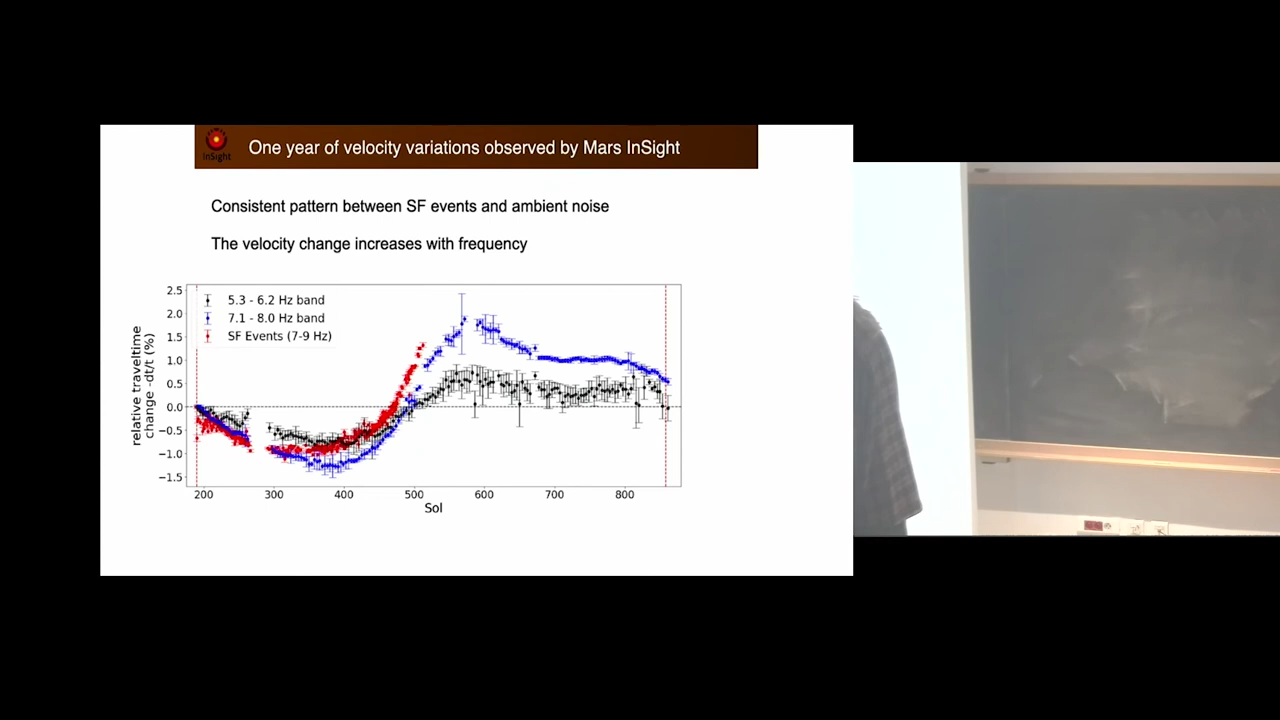 InSight
One year of velocity variations observed by Mars InSight
Consistent pattern between SF events and ambient noise
The velocity change increases with frequency
relative traveltime
change -dt/t (%)
2.5
2.0
1.5
1.0
0.5
0.0
−0.5
−1.0
−1.5
5.3 - 6.2 Hz band
7.1 - 8.0 Hz band
SF Events (7-9 Hz)
200 300 400 500 600 700 800
Sol